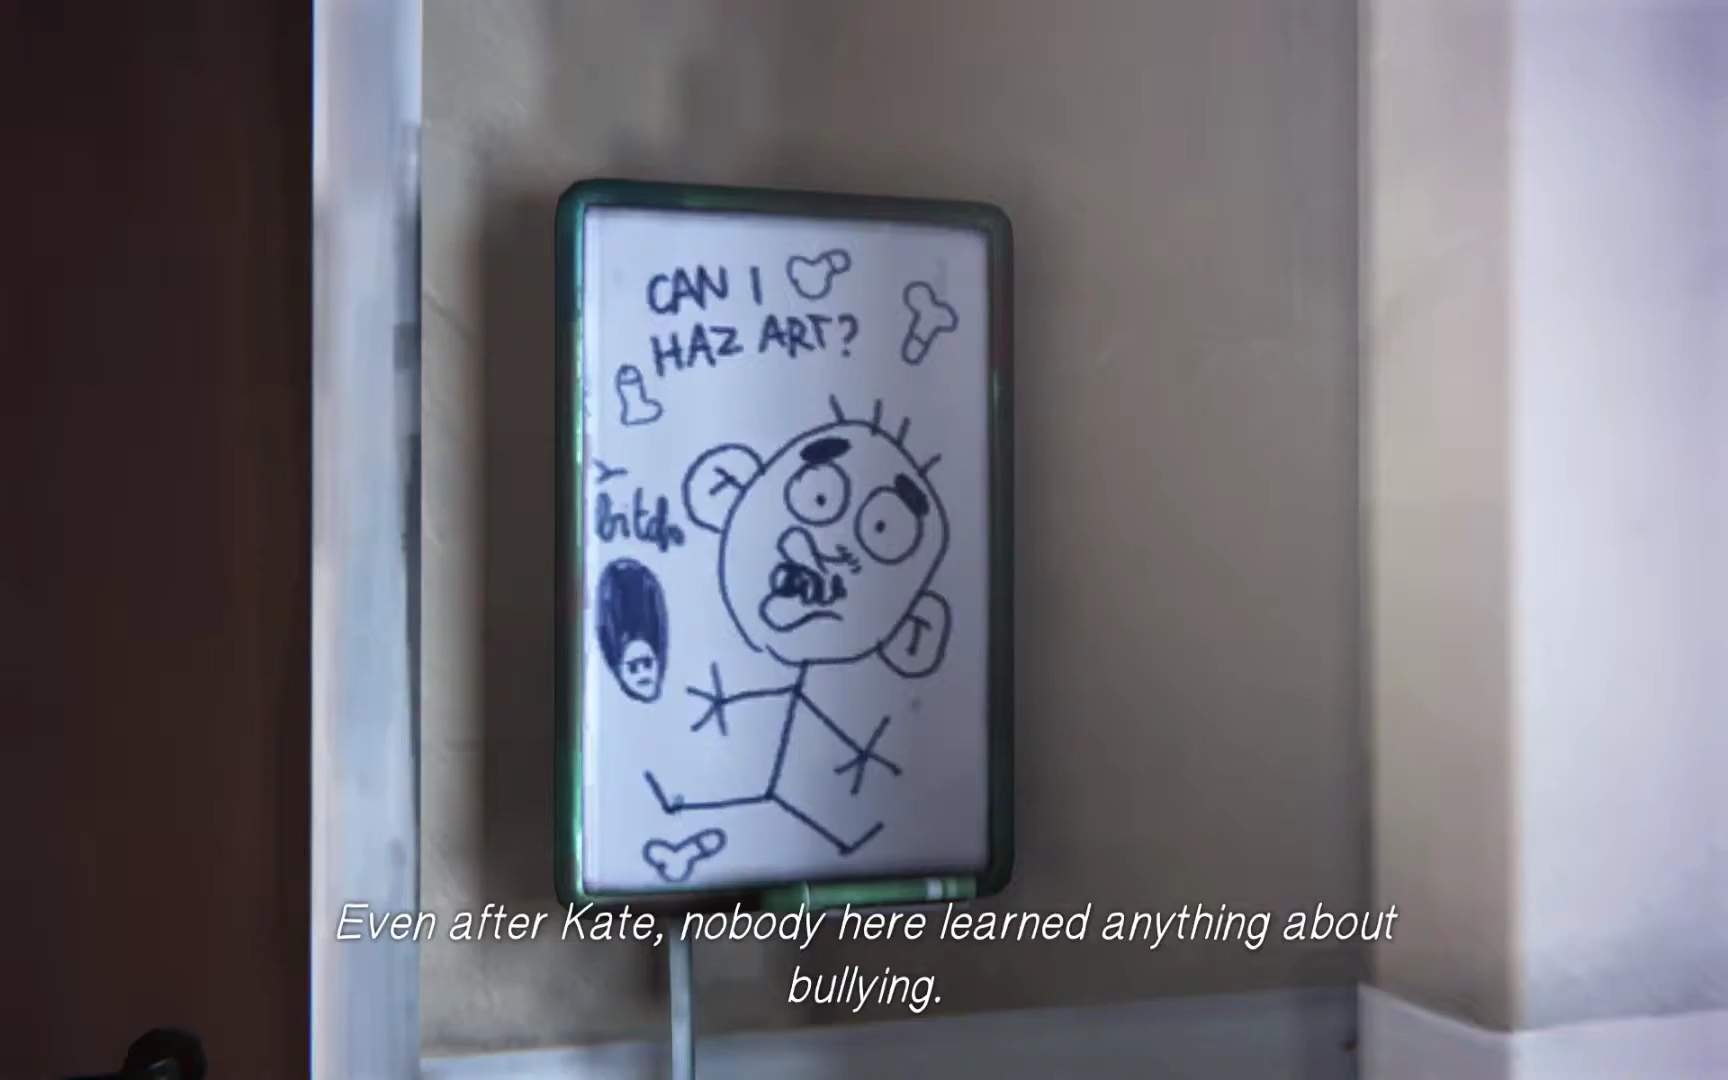 CAN I
HAZ ART?
bitch
Even after Kate, nobody here learned anything about
bullying.